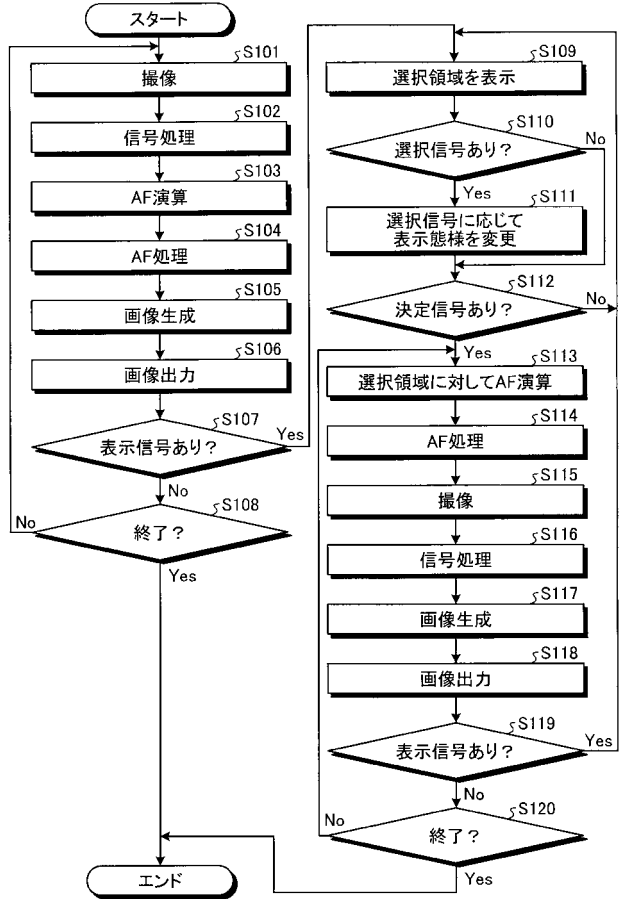 スタート
S101
撮像
S102
信号処理
S103
AF演算
S104
AF処理
S105
画像生成
S106
画像出力
S107
表示信号あり？
Yes
No
S108
終了？
No
Yes
エンド
S109
選択領域を表示
S110
選択信号あり？
No
Yes
S111
選択信号に応じて
表示態様を変更
S112
決定信号あり？
No
Yes
S113
選択領域に対してAF演算
S114
AF処理
S115
撮像
S116
信号処理
S117
画像生成
S118
画像出力
S119
表示信号あり？
Yes
No
S120
終了？
No
Yes